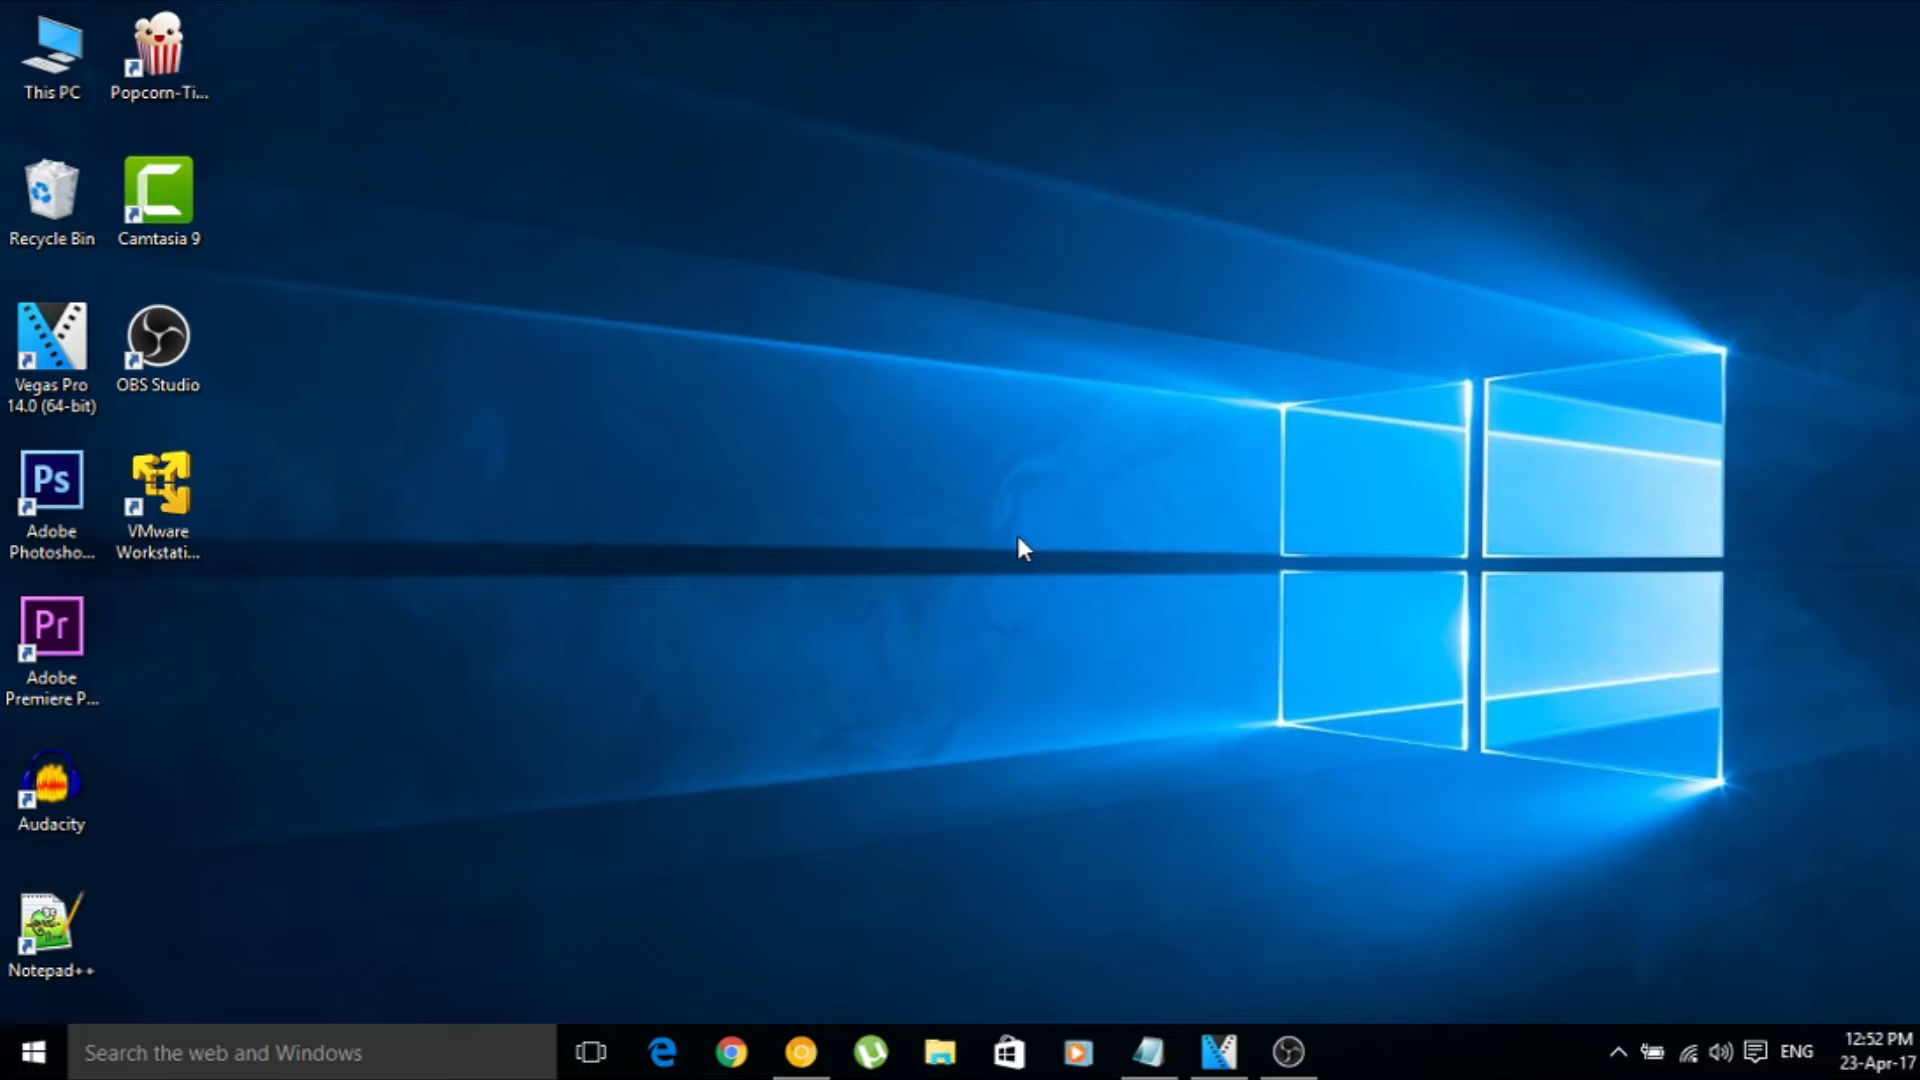 This PC
Popcorn-Ti...
Recycle Bin
Camtasia 9
Vegas Pro
14.0 (64-bit)
OBS Studio
Ps
Adobe
Photosho...
VMware
Workstati...
Pr
Adobe
Premiere P...
Audacity
Notepad++
Search the web and Windows
ENG
12:52 PM
23-Apr-17